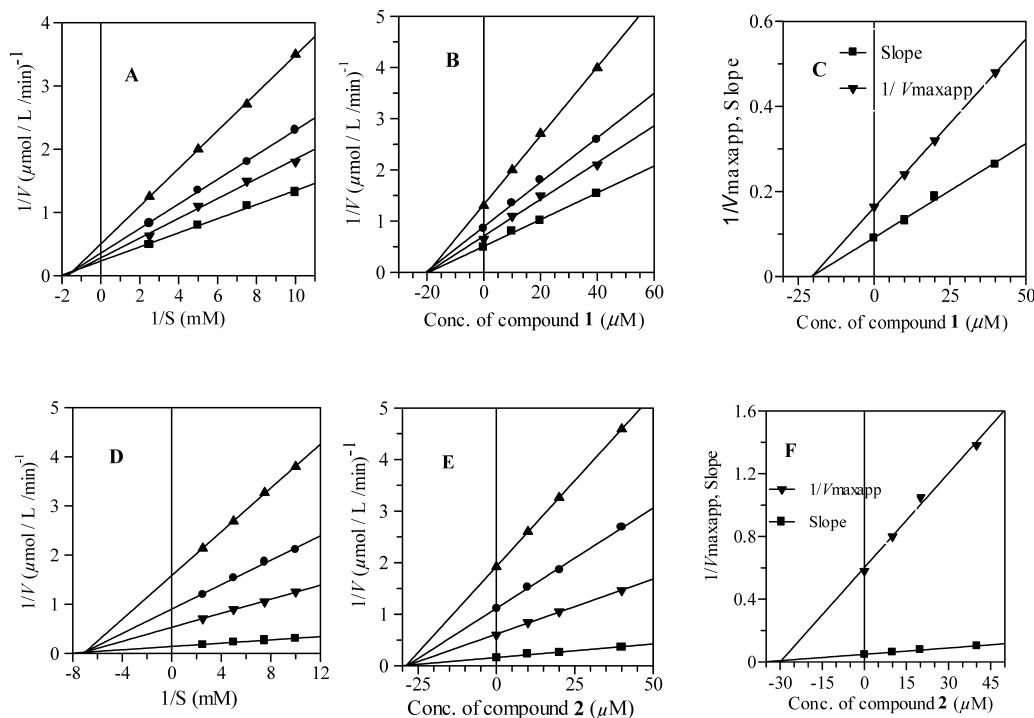 A
1/V (μmol / L /min)⁻¹
4
3
2
1
0
-2 0 2 4 6 8 10
1/S (mM)
B
1/V (μmol / L /min)⁻¹
5
4
3
2
1
0
-20 0 20 40 60
Conc. of compound 1 (μM)
C
Slope
1/ Vmaxapp
1/Vmaxapp, Slope
0.6
0.4
0.2
0
-25 0 25 50
Conc. of compound 1 (μM)
D
1/V (μmol / L /min)⁻¹
5
4
3
2
1
0
-8 -4 0 4 8 12
1/S (mM)
E
1/V (μmol / L /min)⁻¹
5
4
3
2
1
0
-25 0 25 50
Conc. of compound 2 (μM)
F
1/Vmaxapp
Slope
1/Vmaxapp, Slope
1.6
1.2
0.8
0.4
0
-30 -15 0 15 30 45
Conc. of compound 2 (μM)